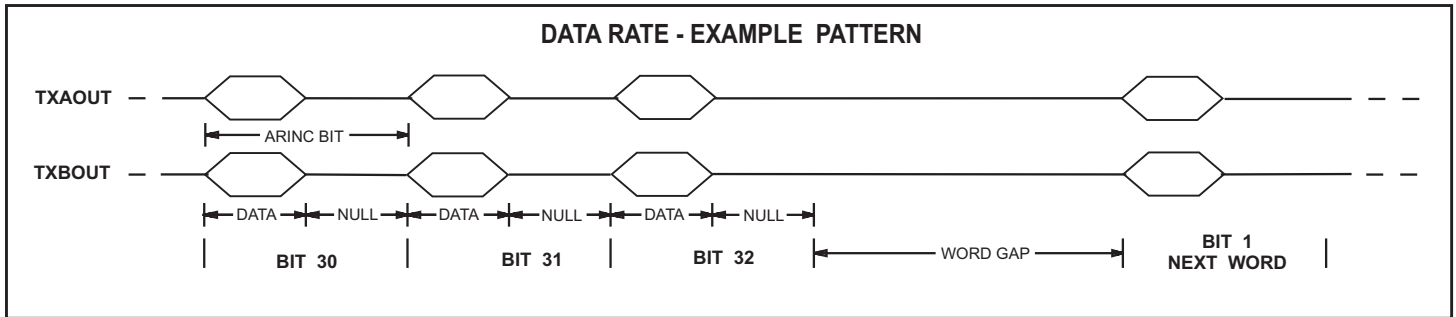 DATA RATE - EXAMPLE PATTERN
TXAOUT
ARINC BIT
TXBOUT
DATA NULL DATA NULL DATA NULL
BIT 30 BIT 31 BIT 32 WORD GAP BIT 1
NEXT WORD